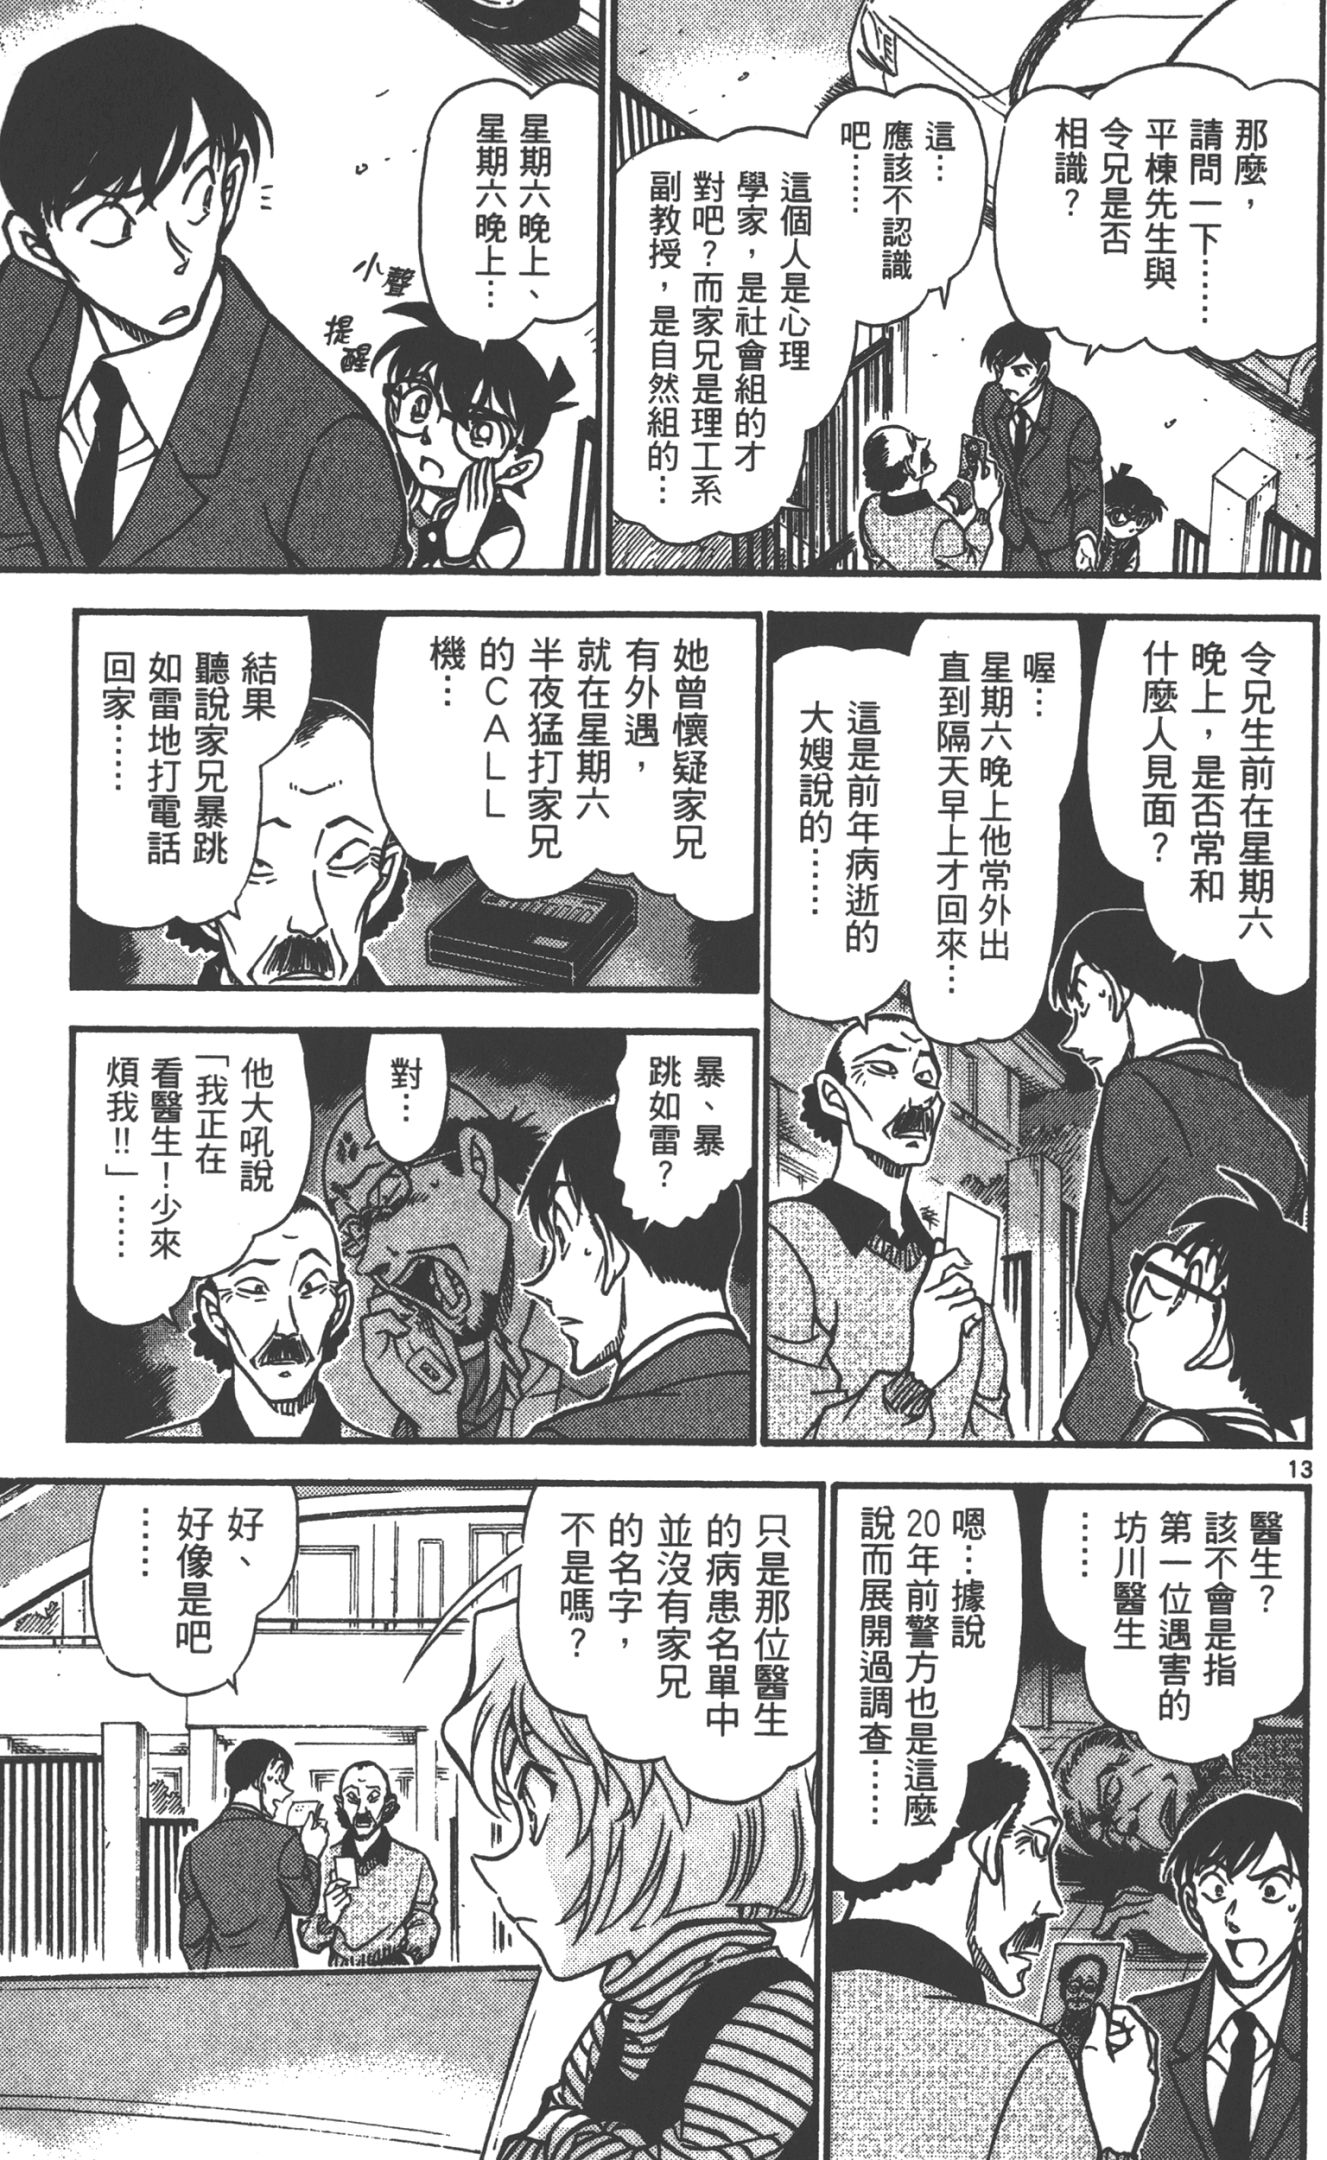 那麼，
請問一下……
平棟先生與
令兄是否
相識？
這…
應該不認識
吧……
這個人是心理
學家，是社會組的才
對吧？而家兄是理工系
副教授，是自然組的…
星期六晚上、
星期六晚上…
小聲
提醒
令兄生前在星期六
晚上，是否常和
什麼人見面？
喔…
星期六晚上他常外出
直到隔天早上才回來…
這是前年病逝的
大嫂說的……
她曾懷疑家兄
有外遇，
就在星期六
半夜猛打家兄
的CALL
機…
結果
聽說家兄暴跳
如雷地打電話
回家……
暴、暴
跳如雷？
對…
他大吼說
「我正在
看醫生！少來
煩我!!」……
13
醫生？
該不會是指
第一位遇害的
坊川醫生
……
嗯…據說
20年前警方也是這麼
說而展開過調查……
只是那位醫生
的病患名單中
並沒有家兄
的名字，
不是嗎？
好、
好像是吧
……